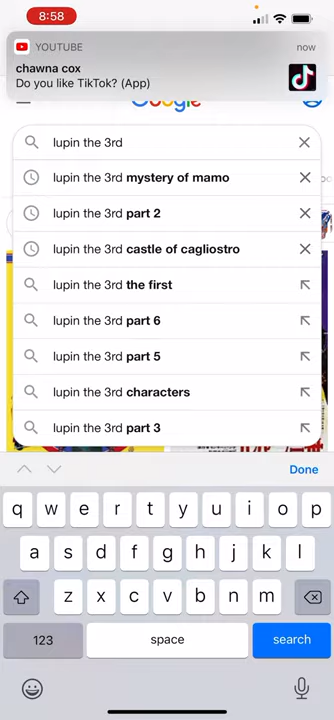 8:58
YOUTUBE
now
chawna cox
Do you like TikTok? (App)
Google
lupin the 3rd
lupin the 3rd mystery of mamo
lupin the 3rd part 2
lupin the 3rd castle of cagliostro
lupin the 3rd the first
lupin the 3rd part 6
lupin the 3rd part 5
lupin the 3rd characters
lupin the 3rd part 3
Done
q w e r t y u i o p
a s d f g h j k l
z x c v b n m
123
space
search